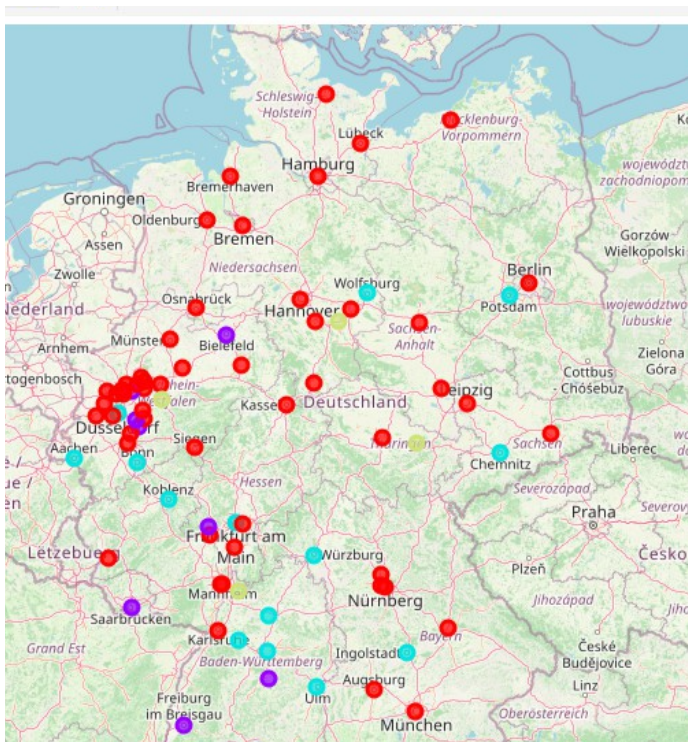 Schleswig-
Holstein
Lübeck
Mecklenburg-
Vorpommern
Hamburg
województwo
zachodniopom
Bremerhaven
Groningen
Oldenburg
Bremen
Assen
Gorzów
Wielkopolski
Berlin
Zwolle
Niedersachsen
Wolfsburg
Potsdam
Osnabrück
Hannover
województwo
lubuskie
Nederland
Sachsen-
Anhalt
Münster
Bielefeld
Arnhem
Zielona
Góra
rtogenbosch
Cottbus
- Chóśebuz
Leipzig
Kassel
Deutschland
Düsseldorf
Siegen
Aachen
Bonn
Thüringen
Sachsen
Liberec
Chemnitz
Hessen
Koblenz
Severozápad
Praha
Frankfurt am
Main
Lëtzebuerg
Würzburg
Plzeň
Česko
Mannheim
Nürnberg
Jihozápad
Saarbrücken
Karlsruhe
Bayern
Grand Est
České
Budějovice
Baden-Württemberg
Ingolstadt
Linz
Augsburg
Freiburg
im Breisgau
Ulm
Oberösterreich
München